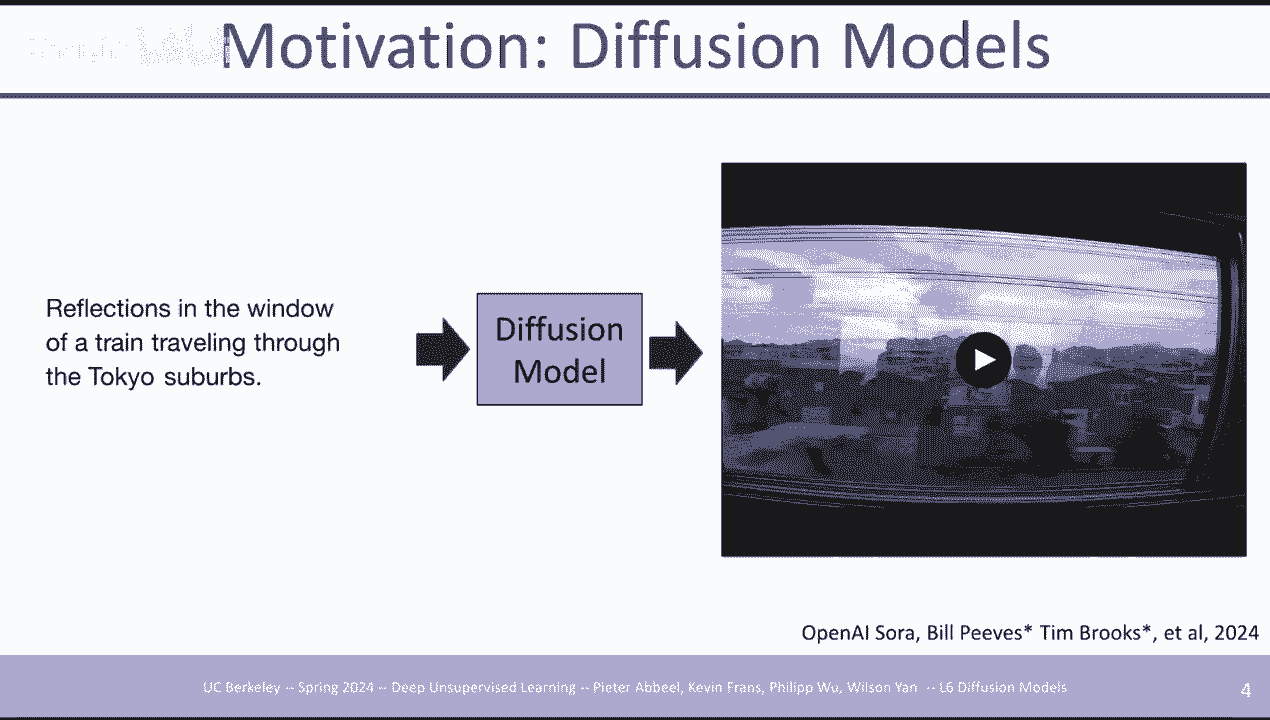 Motivation: Diffusion Models
Reflections in the window
of a train traveling through
the Tokyo suburbs.
Diffusion
Model
OpenAI Sora, Bill Peeves* Tim Brooks*, et al, 2024
UC Berkeley -- Spring 2024 -- Deep Unsupervised Learning -- Pieter Abbeel, Kevin Frans, Philipp Wu, Wilson Yan -- L6 Diffusion Models
4